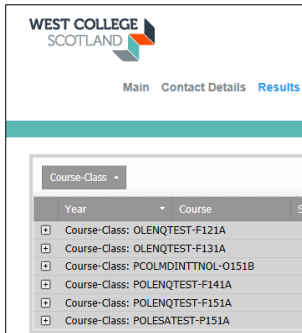 WEST COLLEGE
SCOTLAND
Main Contact Details Results
Course-Class
Year Course S
Course-Class: OLENQTEST-F121A
Course-Class: OLENQTEST-F131A
Course-Class: PCOLMDINTTNOL-O151B
Course-Class: POLENQTEST-F141A
Course-Class: POLENQTEST-F151A
Course-Class: POLESATEST-P151A